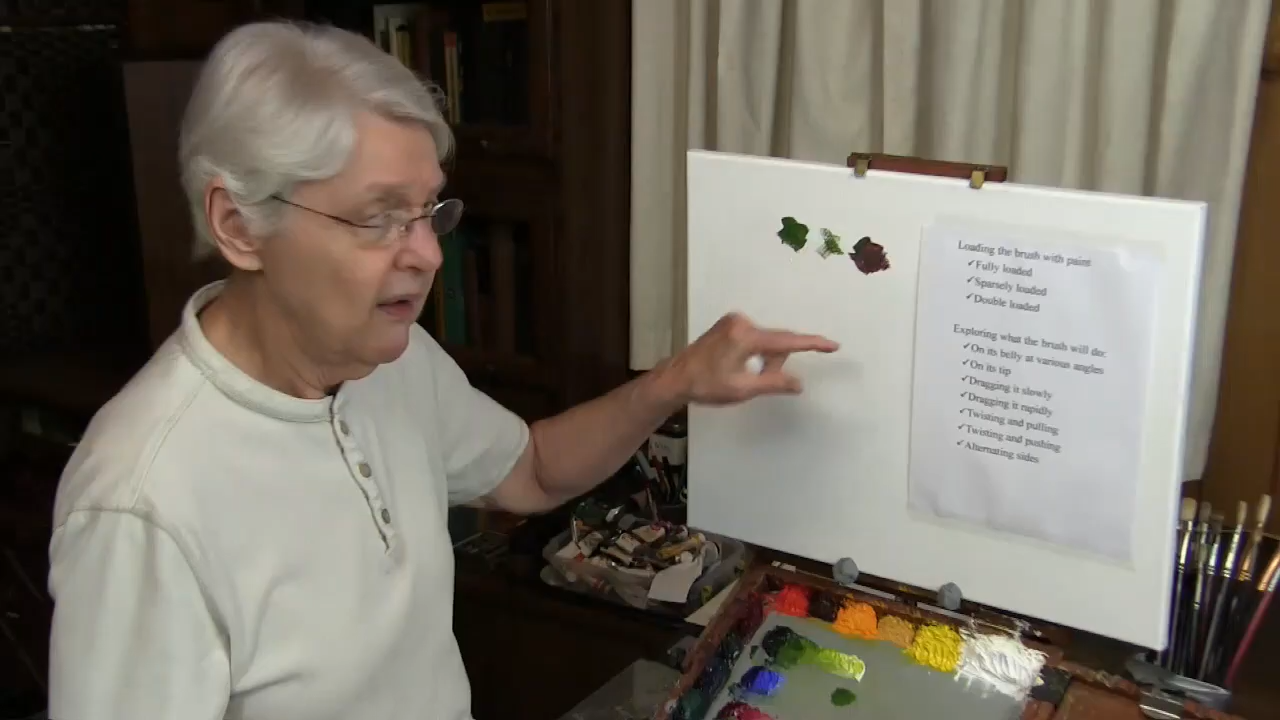 Loading the brush with paint
✓Fully loaded
✓Sparsely loaded
✓Double loaded
Exploring what the brush will do:
✓On its belly at various angles
✓On its tip
✓Dragging it slowly
✓Dragging it rapidly
✓Twisting and pulling
✓Twisting and pushing
✓Alternating sides